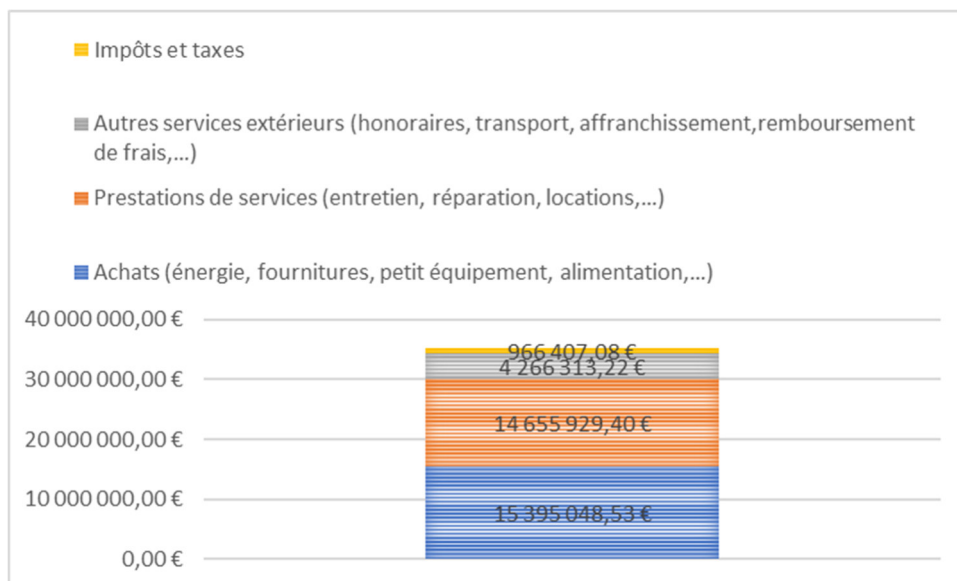 Impôts et taxes
Autres services extérieurs (honoraires, transport, affranchissement,remboursement
de frais,...)
Prestations de services (entretien, réparation, locations,...)
Achats (énergie, fournitures, petit équipement, alimentation,...)
40 000 000,00 €
966 407,08 €
4 266 313,22 €
30 000 000,00 €
14 655 929,40 €
20 000 000,00 €
10 000 000,00 €
15 395 048,53 €
0,00 €